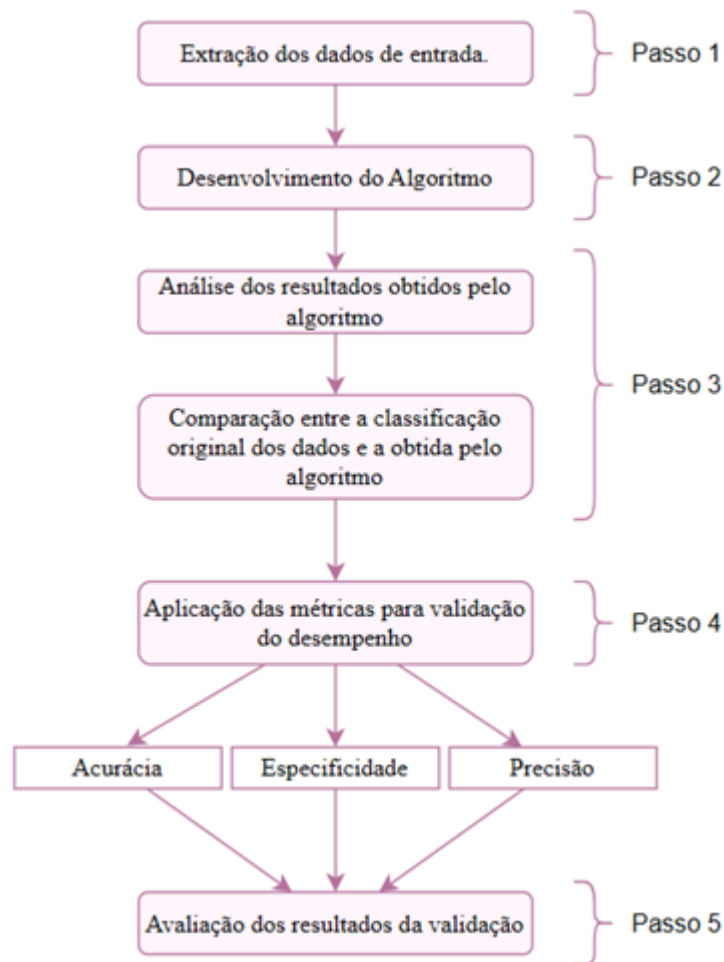 Extração dos dados de entrada.
Passo 1
Desenvolvimento do Algoritmo
Passo 2
Análise dos resultados obtidos pelo
algoritmo
Passo 3
Comparação entre a classificação
original dos dados e a obtida pelo
algoritmo
Aplicação das métricas para validação
do desempenho
Passo 4
Acurácia
Especificidade
Precisão
Avaliação dos resultados da validação
Passo 5